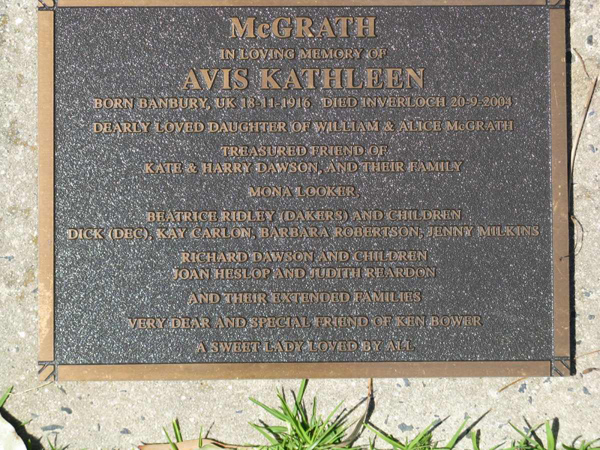 McGRATH
IN LOVING MEMORY OF
AVIS KATHLEEN
BORN BANBURY, UK 18-11-1916 DIED INVERLOCH 20-9-2004
DEARLY LOVED DAUGHTER OF WILLIAM & ALICE McGRATH
TREASURED FRIEND OF
KATE & HARRY DAWSON, AND THEIR FAMILY
MONA LOOKER,
BEATRICE RIDLEY (DAKERS) AND CHILDREN
DICK (DEC), KAY CARLON, BARBARA ROBERTSON, JENNY MILKINS
RICHARD DAWSON AND CHILDREN
JOAN HESLOP AND JUDITH REARDON
AND THEIR EXTENDED FAMILIES
VERY DEAR AND SPECIAL FRIEND OF KEN BOWER
A SWEET LADY LOVED BY ALL